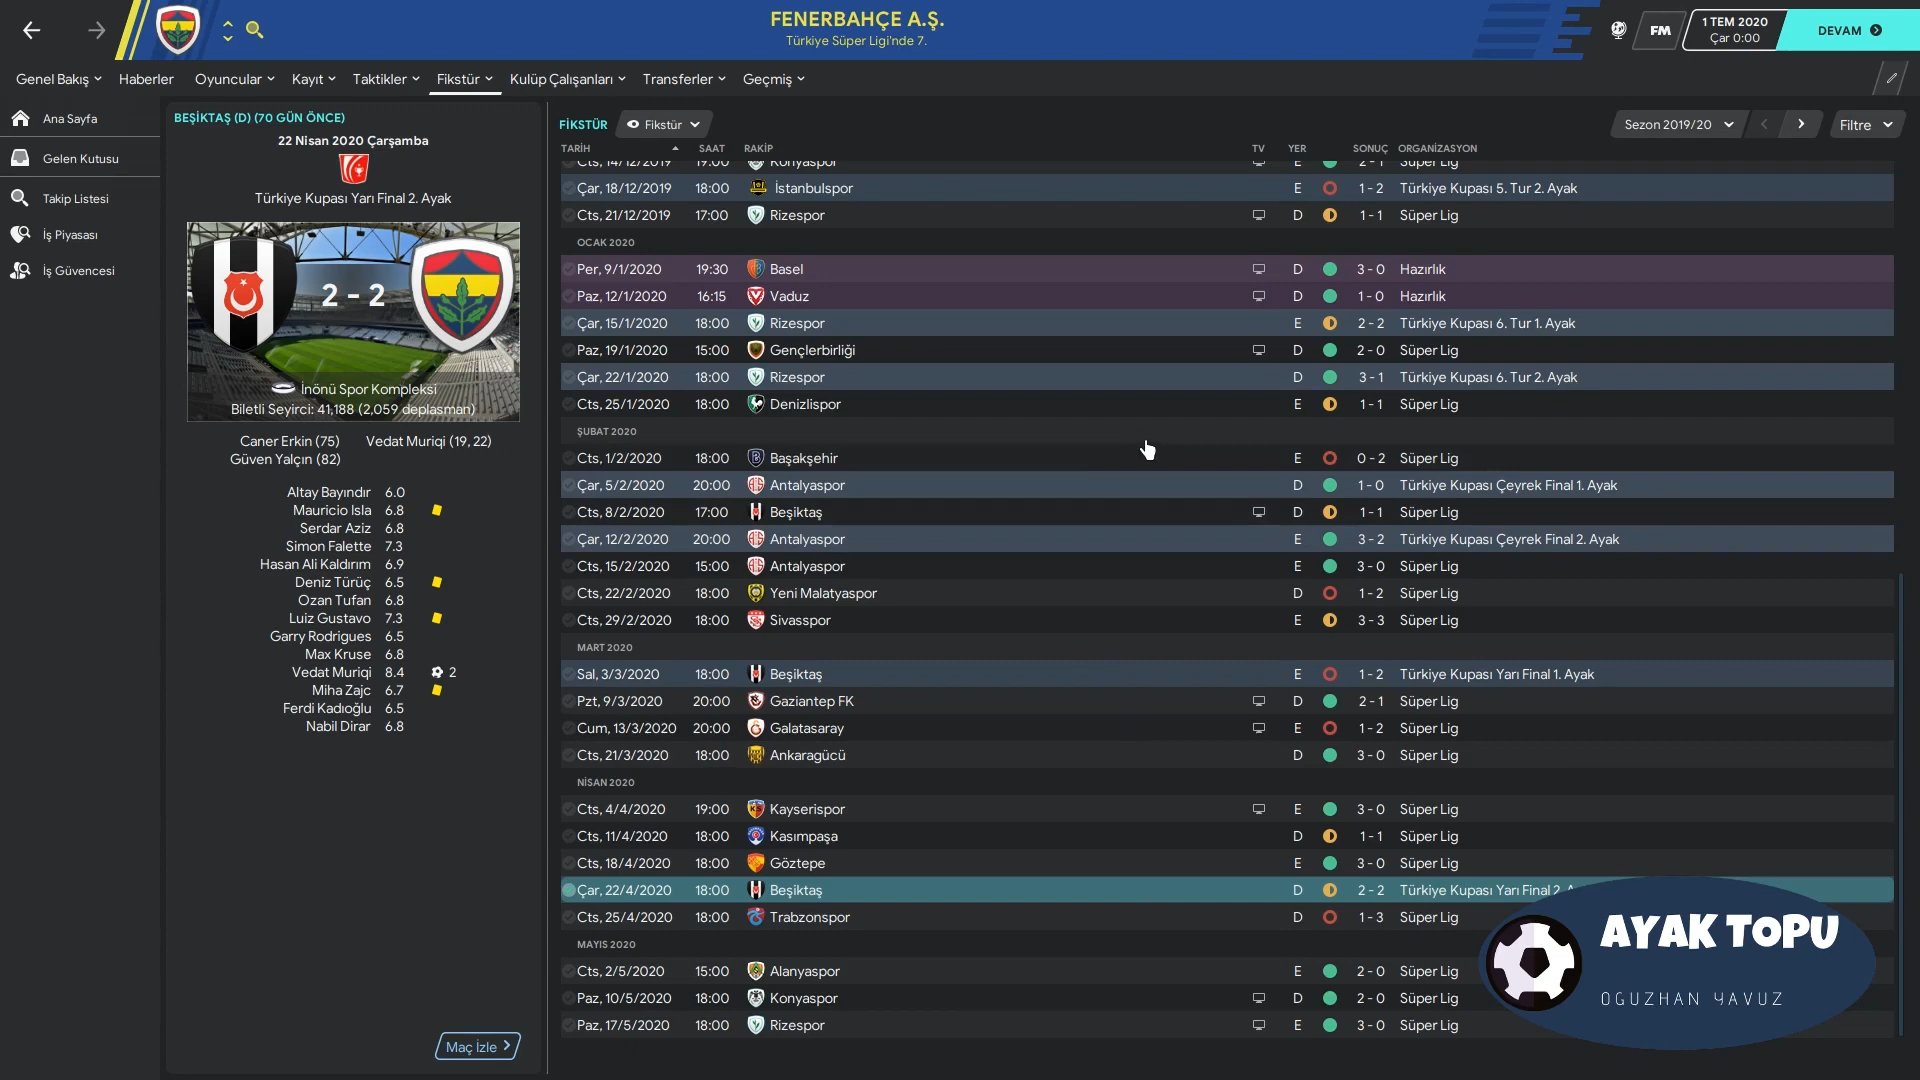 FENERBAHÇE A.Ş.
Türkiye Süper Ligi'nde 7.
FM
1 TEM 2020
Çar 0:00
DEVAM
Genel Bakış Haberler Oyuncular Kayıt Taktikler Fikstür Kulüp Çalışanları Transferler Geçmiş
Ana Sayfa
Gelen Kutusu
Takip Listesi
İş Piyasası
İş Güvencesi
BEŞİKTAŞ (D) (70 GÜN ÖNCE)
22 Nisan 2020 Çarşamba
Türkiye Kupası Yarı Final 2. Ayak
2 - 2
İnönü Spor Kompleksi
Biletli Seyirci: 41,188 (2,059 deplasman)
Caner Erkin (75) Vedat Muriqi (19, 22)
Güven Yalçın (82)
Altay Bayındır 6.0
Mauricio Isla 6.8
Serdar Aziz 6.8
Simon Falette 7.3
Hasan Ali Kaldırım 6.9
Deniz Türüç 6.5
Ozan Tufan 6.8
Luiz Gustavo 7.3
Garry Rodrigues 6.5
Max Kruse 6.8
Vedat Muriqi 8.4 2
Miha Zajc 6.7
Ferdi Kadıoğlu 6.5
Nabil Dirar 6.8
Maç İzle
FİKSTÜR Fikstür Sezon 2019/20 Filtre
TARİH SAAT RAKİP TV YER SONUÇ ORGANİZASYON
Cts, 14/12/2019 19:00 Konyaspor E 2 - 1 Süper Lig
Çar, 18/12/2019 18:00 İstanbulspor E 1 - 2 Türkiye Kupası 5. Tur 2. Ayak
Cts, 21/12/2019 17:00 Rizespor D 1 - 1 Süper Lig
OCAK 2020
Per, 9/1/2020 19:30 Basel D 3 - 0 Hazırlık
Paz, 12/1/2020 16:15 Vaduz D 1 - 0 Hazırlık
Çar, 15/1/2020 18:00 Rizespor E 2 - 2 Türkiye Kupası 6. Tur 1. Ayak
Paz, 19/1/2020 15:00 Gençlerbirliği D 2 - 0 Süper Lig
Çar, 22/1/2020 18:00 Rizespor D 3 - 1 Türkiye Kupası 6. Tur 2. Ayak
Cts, 25/1/2020 18:00 Denizlispor E 1 - 1 Süper Lig
ŞUBAT 2020
Cts, 1/2/2020 18:00 Başakşehir E 0 - 2 Süper Lig
Çar, 5/2/2020 20:00 Antalyaspor D 1 - 0 Türkiye Kupası Çeyrek Final 1. Ayak
Cts, 8/2/2020 17:00 Beşiktaş D 1 - 1 Süper Lig
Çar, 12/2/2020 20:00 Antalyaspor E 3 - 2 Türkiye Kupası Çeyrek Final 2. Ayak
Cts, 15/2/2020 15:00 Antalyaspor E 3 - 0 Süper Lig
Cts, 22/2/2020 18:00 Yeni Malatyaspor D 1 - 2 Süper Lig
Cts, 29/2/2020 18:00 Sivasspor E 3 - 3 Süper Lig
MART 2020
Sal, 3/3/2020 18:00 Beşiktaş E 1 - 2 Türkiye Kupası Yarı Final 1. Ayak
Pzt, 9/3/2020 20:00 Gaziantep FK D 2 - 1 Süper Lig
Cum, 13/3/2020 20:00 Galatasaray E 1 - 2 Süper Lig
Cts, 21/3/2020 18:00 Ankaragücü D 3 - 0 Süper Lig
NİSAN 2020
Cts, 4/4/2020 19:00 Kayserispor E 3 - 0 Süper Lig
Cts, 11/4/2020 18:00 Kasımpaşa D 1 - 1 Süper Lig
Cts, 18/4/2020 18:00 Göztepe E 3 - 0 Süper Lig
Çar, 22/4/2020 18:00 Beşiktaş D 2 - 2 Türkiye Kupası Yarı Final 2.
Cts, 25/4/2020 18:00 Trabzonspor D 1 - 3 Süper Lig
MAYIS 2020
Cts, 2/5/2020 15:00 Alanyaspor E 2 - 0 Süper Lig
Paz, 10/5/2020 18:00 Konyaspor D 2 - 0 Süper Lig
Paz, 17/5/2020 18:00 Rizespor E 3 - 0 Süper Lig
AYAK TOPU
OGUZHAN YAVUZ